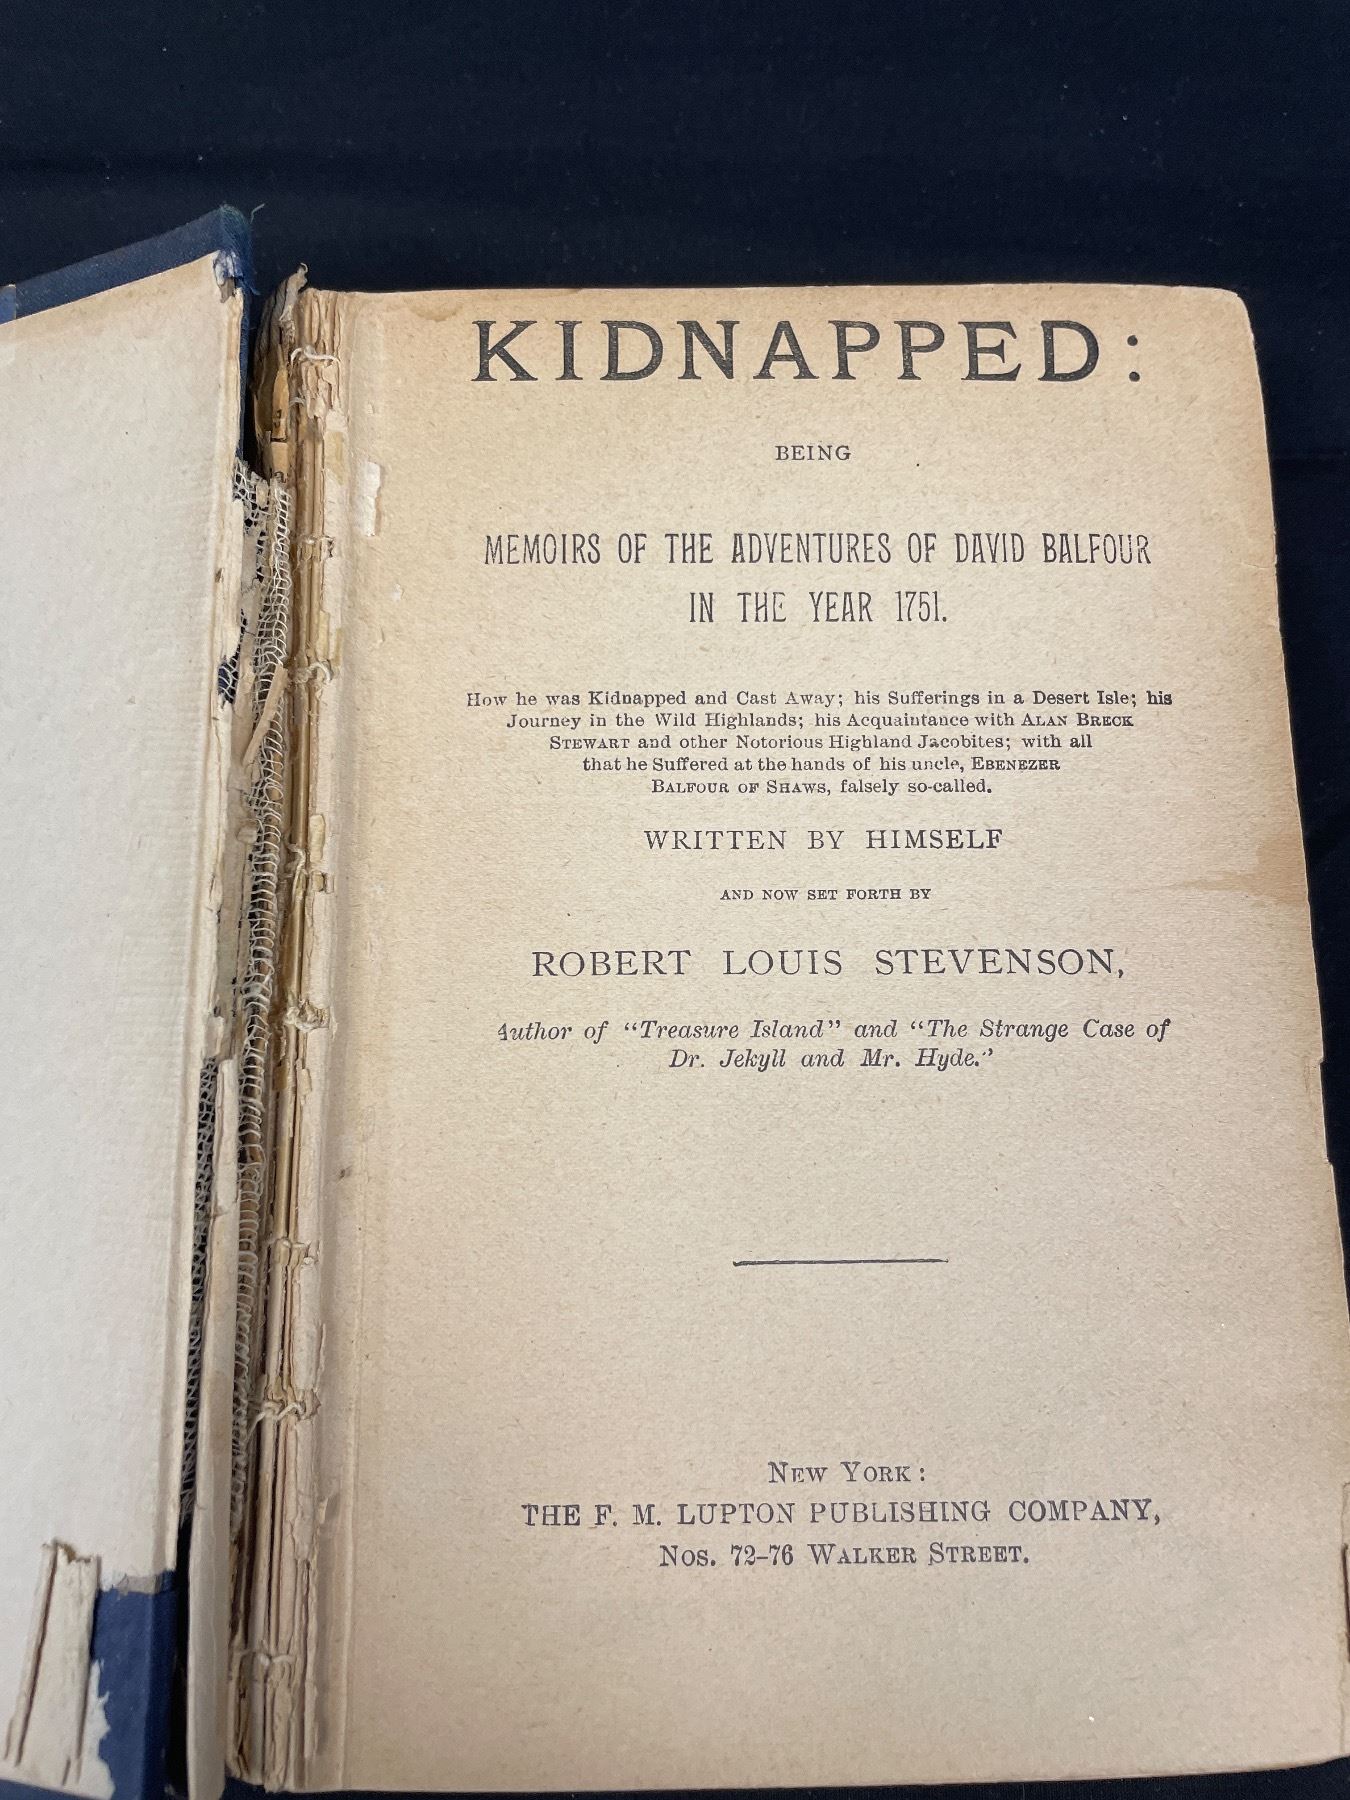 KIDNAPPED:
BEING
MEMOIRS OF THE ADVENTURES OF DAVID BALFOUR
IN THE YEAR 1751.
How he was Kidnapped and Cast Away; his Sufferings in a Desert Isle; his
Journey in the Wild Highlands; his Acquaintance with ALAN BRECK
STEWART and other Notorious Highland Jacobites; with all
that he Suffered at the hands of his uncle, EBENEZER
BALFOUR OF SHAWS, falsely so-called.
WRITTEN BY HIMSELF
AND NOW SET FORTH BY
ROBERT LOUIS STEVENSON,
Author of "Treasure Island" and "The Strange Case of
Dr. Jekyll and Mr. Hyde."
NEW YORK:
THE F. M. LUPTON PUBLISHING COMPANY,
Nos. 72-76 WALKER STREET.